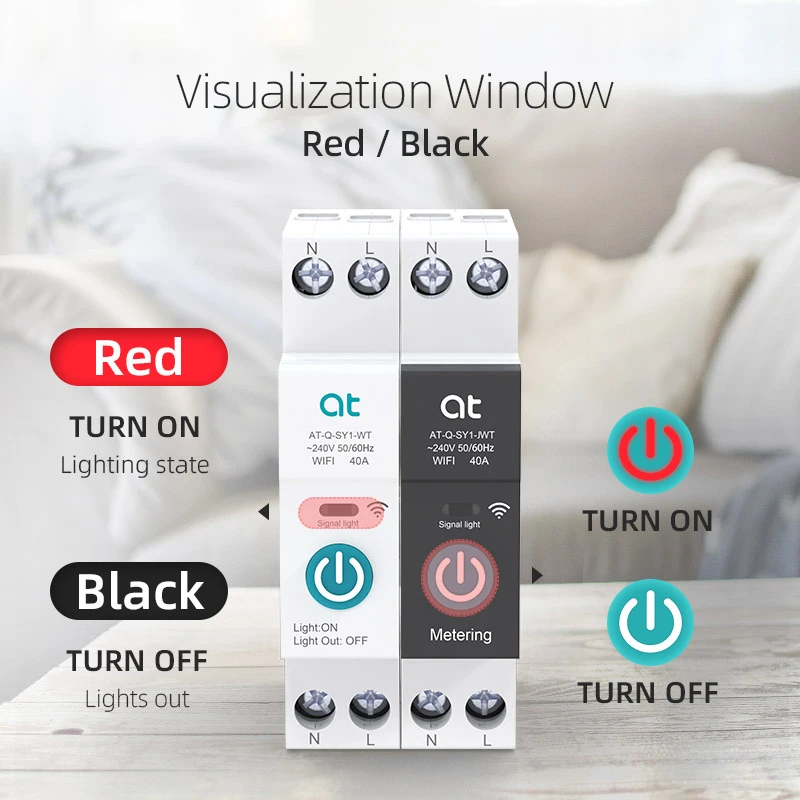 Visualization Window
Red / Black
Red
TURN ON
Lighting state
Black
TURN OFF
Lights out
N L
at
AT-Q-SY1-WT
~240V 50/60Hz
WIFI 40A
Signal light
Light:ON
Light Out: OFF
N L
N L
at
AT-Q-SY1-JWT
~240V 50/60Hz
WIFI 40A
Signal light
Metering
N L
TURN ON
TURN OFF